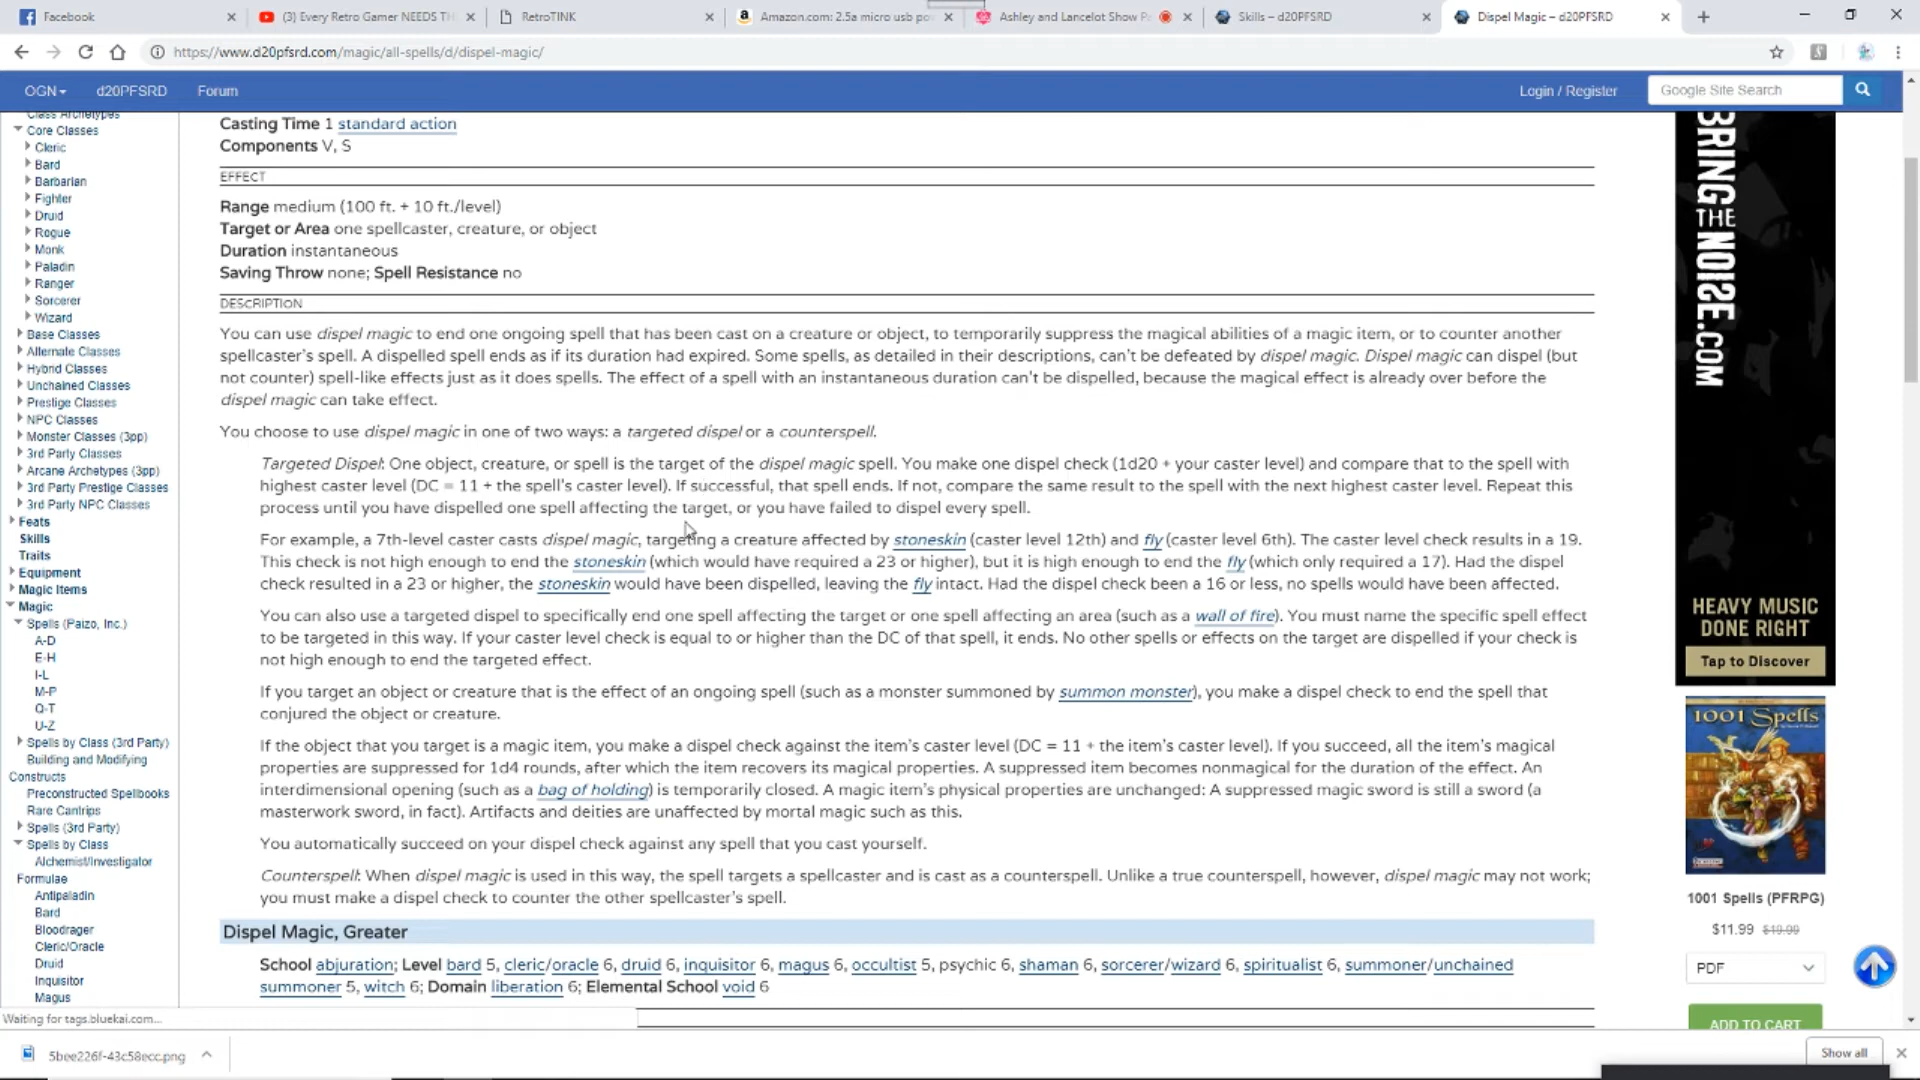 Facebook
(3) Every Retro Gamer NEEDS TH
RetroTINK
Amazon.com: 2.5a micro usb po
Ashley and Lancelot Show P
Skills – d20PFSRD
Dispel Magic – d20PFSRD
https://www.d20pfsrd.com/magic/all-spells/d/dispel-magic/
OGN
d20PFSRD
Forum
Login / Register
Google Site Search
Class Archetypes
Core Classes
Cleric
Bard
Barbarian
Fighter
Druid
Rogue
Monk
Paladin
Ranger
Sorcerer
Wizard
Base Classes
Alternate Classes
Hybrid Classes
Unchained Classes
Prestige Classes
NPC Classes
Monster Classes (3pp)
3rd Party Classes
Arcane Archetypes (3pp)
3rd Party Prestige Classes
3rd Party NPC Classes
Feats
Skills
Traits
Equipment
Magic Items
Magic
Spells (Paizo, Inc.)
A-D
E-H
I-L
M-P
Q-T
U-Z
Spells by Class (3rd Party)
Building and Modifying
Constructs
Preconstructed Spellbooks
Rare Cantrips
Spells (3rd Party)
Spells by Class
Alchemist/Investigator
Formulae
Antipaladin
Bard
Bloodrager
Cleric/Oracle
Druid
Inquisitor
Magus
Casting Time 1 standard action
Components V, S
EFFECT
Range medium (100 ft. + 10 ft./level)
Target or Area one spellcaster, creature, or object
Duration instantaneous
Saving Throw none; Spell Resistance no
DESCRIPTION
You can use dispel magic to end one ongoing spell that has been cast on a creature or object, to temporarily suppress the magical abilities of a magic item, or to counter another
spellcaster's spell. A dispelled spell ends as if its duration had expired. Some spells, as detailed in their descriptions, can't be defeated by dispel magic. Dispel magic can dispel (but
not counter) spell-like effects just as it does spells. The effect of a spell with an instantaneous duration can't be dispelled, because the magical effect is already over before the
dispel magic can take effect.
You choose to use dispel magic in one of two ways: a targeted dispel or a counterspell.
Targeted Dispel: One object, creature, or spell is the target of the dispel magic spell. You make one dispel check (1d20 + your caster level) and compare that to the spell with
highest caster level (DC = 11 + the spell's caster level). If successful, that spell ends. If not, compare the same result to the spell with the next highest caster level. Repeat this
process until you have dispelled one spell affecting the target, or you have failed to dispel every spell.
For example, a 7th-level caster casts dispel magic, targeting a creature affected by stoneskin (caster level 12th) and fly (caster level 6th). The caster level check results in a 19.
This check is not high enough to end the stoneskin (which would have required a 23 or higher), but it is high enough to end the fly (which only required a 17). Had the dispel
check resulted in a 23 or higher, the stoneskin would have been dispelled, leaving the fly intact. Had the dispel check been a 16 or less, no spells would have been affected.
You can also use a targeted dispel to specifically end one spell affecting the target or one spell affecting an area (such as a wall of fire). You must name the specific spell effect
to be targeted in this way. If your caster level check is equal to or higher than the DC of that spell, it ends. No other spells or effects on the target are dispelled if your check is
not high enough to end the targeted effect.
If you target an object or creature that is the effect of an ongoing spell (such as a monster summoned by summon monster), you make a dispel check to end the spell that
conjured the object or creature.
If the object that you target is a magic item, you make a dispel check against the item's caster level (DC = 11 + the item's caster level). If you succeed, all the item's magical
properties are suppressed for 1d4 rounds, after which the item recovers its magical properties. A suppressed item becomes nonmagical for the duration of the effect. An
interdimensional opening (such as a bag of holding) is temporarily closed. A magic item's physical properties are unchanged: A suppressed magic sword is still a sword (a
masterwork sword, in fact). Artifacts and deities are unaffected by mortal magic such as this.
You automatically succeed on your dispel check against any spell that you cast yourself.
Counterspell: When dispel magic is used in this way, the spell targets a spellcaster and is cast as a counterspell. Unlike a true counterspell, however, dispel magic may not work;
you must make a dispel check to counter the other spellcaster's spell.
Dispel Magic, Greater
School abjuration; Level bard 5, cleric/oracle 6, druid 6, inquisitor 6, magus 6, occultist 5, psychic 6, shaman 6, sorcerer/wizard 6, spiritualist 6, summoner/unchained
summoner 5, witch 6; Domain liberation 6; Elemental School void 6
BRING THE NOISE.COM
HEAVY MUSIC
DONE RIGHT
Tap to Discover
1001 Spells
1001 Spells (PFRPG)
$11.99 $19.99
PDF
ADD TO CART
Waiting for tags.bluekai.com...
5bee226f-43c58ecc.png
Show all